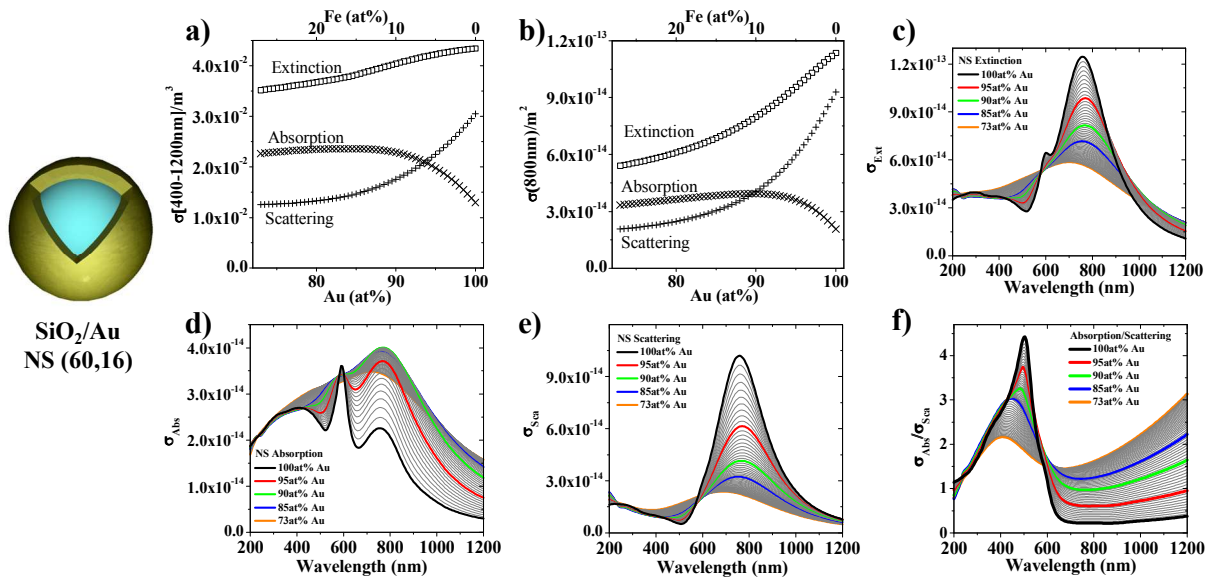 SiO₂/Au
NS (60,16)
a)
Fe (at%)
20 10 0
σ[400-1200nm]/m³
4.0x10⁻²
3.0x10⁻²
2.0x10⁻²
1.0x10⁻²
0.0
Extinction
Absorption
Scattering
80 90 100
Au (at%)
b)
Fe (at%)
20 10 0
σ(800nm)/m²
1.2x10⁻¹³
9.0x10⁻¹⁴
6.0x10⁻¹⁴
3.0x10⁻¹⁴
0.0
Extinction
Absorption
Scattering
80 90 100
Au (at%)
c)
σExt
1.2x10⁻¹³
9.0x10⁻¹⁴
6.0x10⁻¹⁴
3.0x10⁻¹⁴
0.0
NS Extinction
100at% Au
95at% Au
90at% Au
85at% Au
73at% Au
200 400 600 800 1000 1200
Wavelength (nm)
d)
σAbs
4.0x10⁻¹⁴
3.0x10⁻¹⁴
2.0x10⁻¹⁴
1.0x10⁻¹⁴
0.0
NS Absorption
100at% Au
95at% Au
90at% Au
85at% Au
73at% Au
200 400 600 800 1000 1200
Wavelength (nm)
e)
σSca
9.0x10⁻¹⁴
6.0x10⁻¹⁴
3.0x10⁻¹⁴
0.0
NS Scattering
100at% Au
95at% Au
90at% Au
85at% Au
73at% Au
200 400 600 800 1000 1200
Wavelength (nm)
f)
σAbs/σSca
5
4
3
2
1
0
Absorption/Scattering
100at% Au
95at% Au
90at% Au
85at% Au
73at% Au
200 400 600 800 1000 1200
Wavelength (nm)